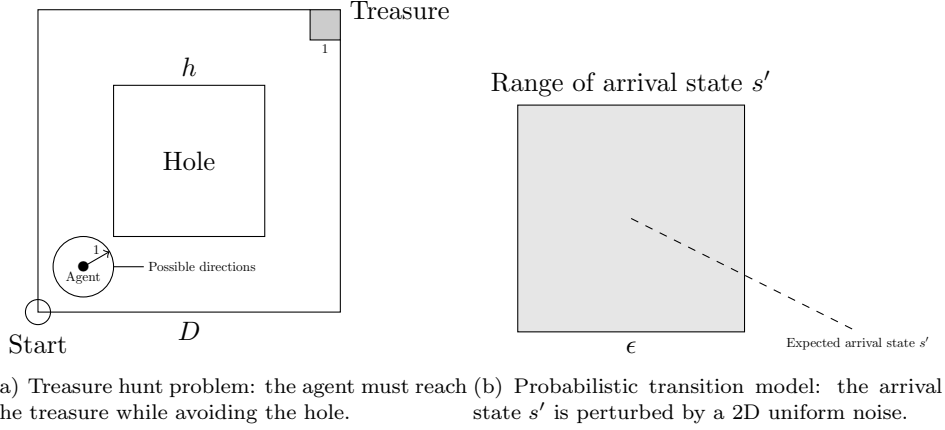 Treasure
1
h
Hole
1
Agent
Possible directions
Start
D
a) Treasure hunt problem: the agent must reach
he treasure while avoiding the hole.
Range of arrival state s′
ϵ
Expected arrival state s′
(b) Probabilistic transition model: the arrival
state s′ is perturbed by a 2D uniform noise.